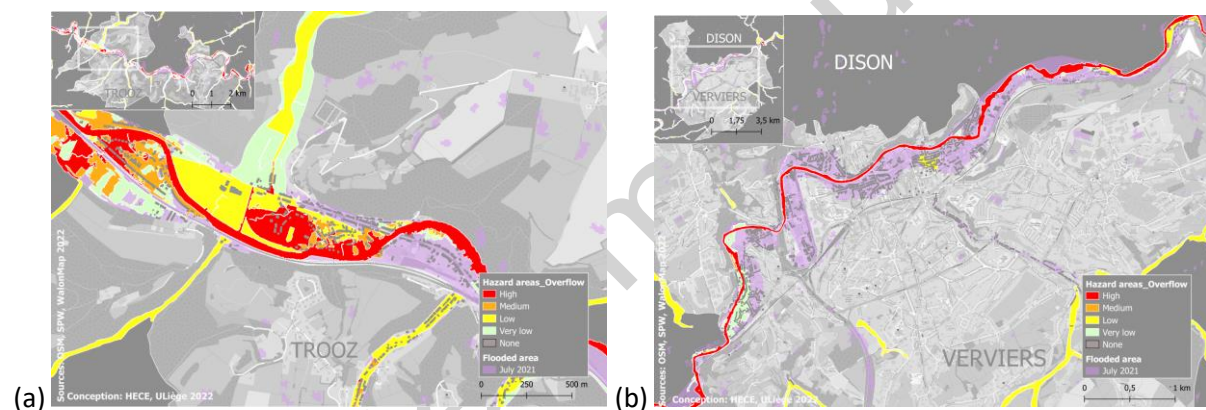 TROOZ
0 1 2 km
TROOZ
Hazard areas_Overflow
High
Medium
Low
Very low
None
Flooded area
July 2021
0 250 500 m
Sources: OSM, SPW, WalonMap 2022
Conception: HECE, ULiège 2022
(a)
DISON
VERVIERS
0 1,75 3,5 km
DISON
VERVIERS
Hazard areas_Overflow
High
Medium
Low
Very low
None
Flooded area
July 2021
0 0,5 1 km
Sources: OSM, SPW, WalonMap 2022
Conception: HECE, ULiège 2022
(b)